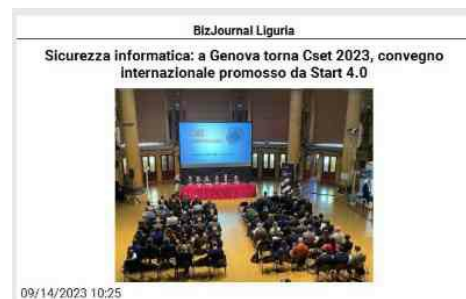 BizJournal Liguria
Sicurezza informatica: a Genova torna Cset 2023, convegno
internazionale promosso da Start 4.0
09/14/2023 10:25